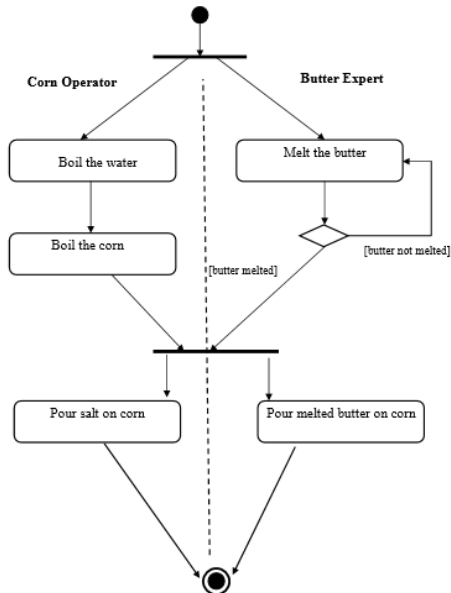 Corn Operator
Butter Expert
Boil the water
Melt the butter
Boil the corn
[butter not melted]
[butter melted]
Pour salt on corn
Pour melted butter on corn